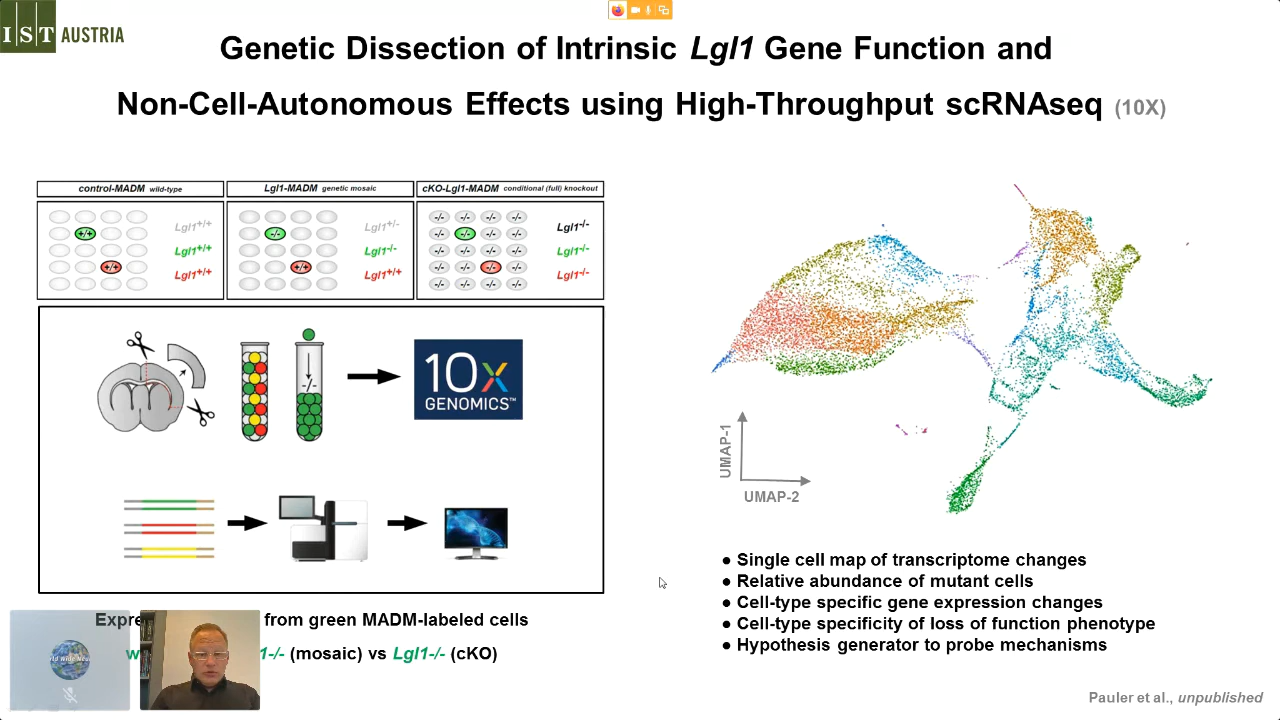 IST AUSTRIA
Genetic Dissection of Intrinsic Lgl1 Gene Function and
Non-Cell-Autonomous Effects using High-Throughput scRNAseq (10X)
control-MADM wild-type
Lgl1-MADM genetic mosaic
cKO-Lgl1-MADM conditional (full) knockout
+/+
+/+
Lgl1+/+
Lgl1+/+
Lgl1+/+
-/-
+/+
Lgl1+/-
Lgl1-/-
Lgl1+/+
-/- -/- -/- -/-
-/- -/- -/- -/-
-/- -/- -/- -/-
-/- -/- -/- -/-
-/- -/- -/- -/-
Lgl1-/-
Lgl1-/-
Lgl1-/-
-/-
10x
GENOMICS™
UMAP-1
UMAP-2
from green MADM-labeled cells
(mosaic) vs Lgl1-/- (cKO)
● Single cell map of transcriptome changes
● Relative abundance of mutant cells
● Cell-type specific gene expression changes
● Cell-type specificity of loss of function phenotype
● Hypothesis generator to probe mechanisms
Pauler et al., unpublished